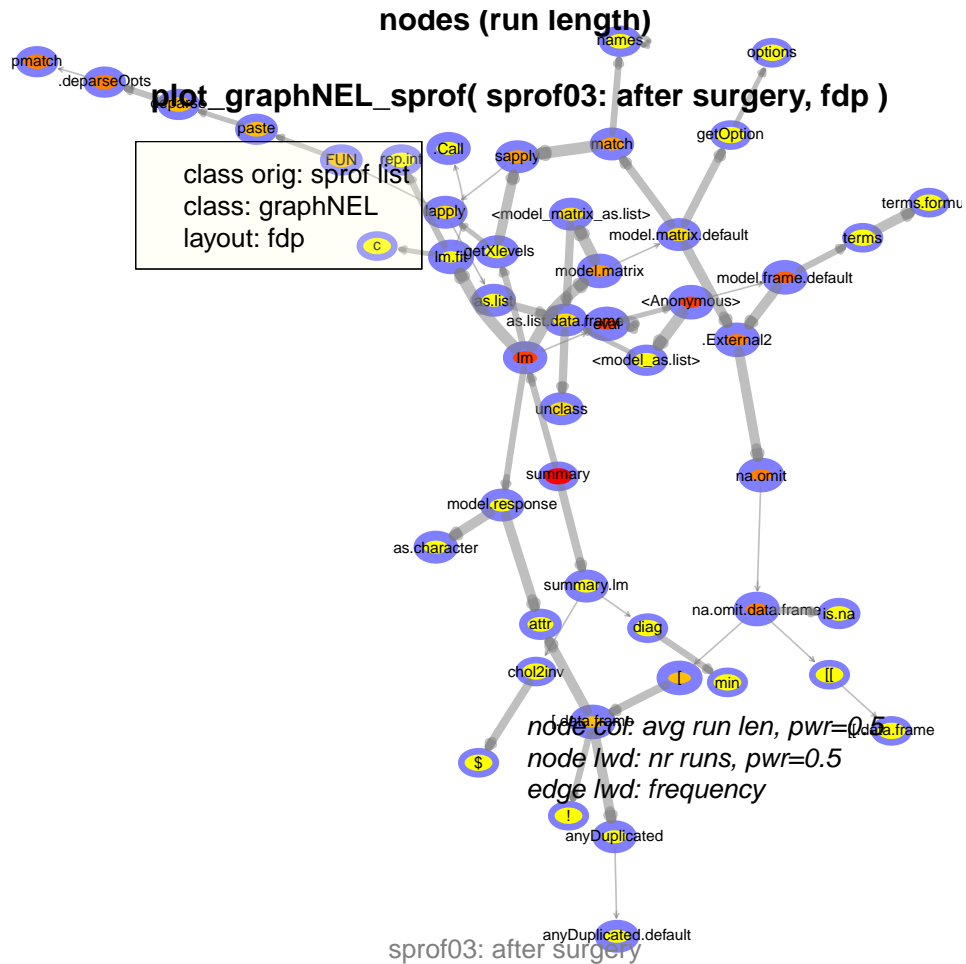 nodes (run length)
names
options
pmatch
.deparseOpts
plot_graphNEL_sprof( sprof03: after surgery, fdp )
deparse
paste
getOption
match
.Call
FUN
rep.int
sapply
class orig: sprof list
class: graphNEL
layout: fdp
lapply
<model_matrix_as.list>
terms.formu
model.matrix.default
terms
c
lm.fit
getXlevels
model.matrix
model.frame.default
as.list
<Anonymous>
as.list.data.frame
eval
.External2
lm
<model_as.list>
unclass
summary
na.omit
model.response
as.character
summary.lm
na.omit.data.frame
is.na
attr
diag
chol2inv
[
min
[[
[.data.frame
node col: avg run len, pwr=0.5
[[.data.frame
node lwd: nr runs, pwr=0.5
$
edge lwd: frequency
!
anyDuplicated
anyDuplicated.default
sprof03: after surgery